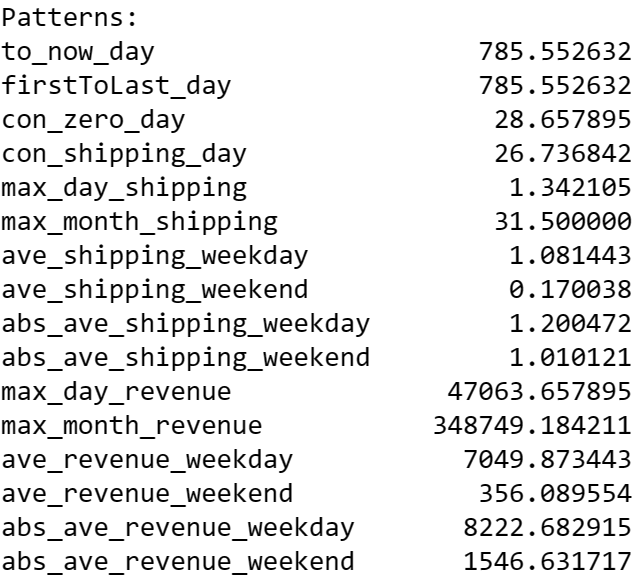 Patterns:
to_now_day 785.552632
firstToLast_day 785.552632
con_zero_day 28.657895
con_shipping_day 26.736842
max_day_shipping 1.342105
max_month_shipping 31.500000
ave_shipping_weekday 1.081443
ave_shipping_weekend 0.170038
abs_ave_shipping_weekday 1.200472
abs_ave_shipping_weekend 1.010121
max_day_revenue 47063.657895
max_month_revenue 348749.184211
ave_revenue_weekday 7049.873443
ave_revenue_weekend 356.089554
abs_ave_revenue_weekday 8222.682915
abs_ave_revenue_weekend 1546.631717